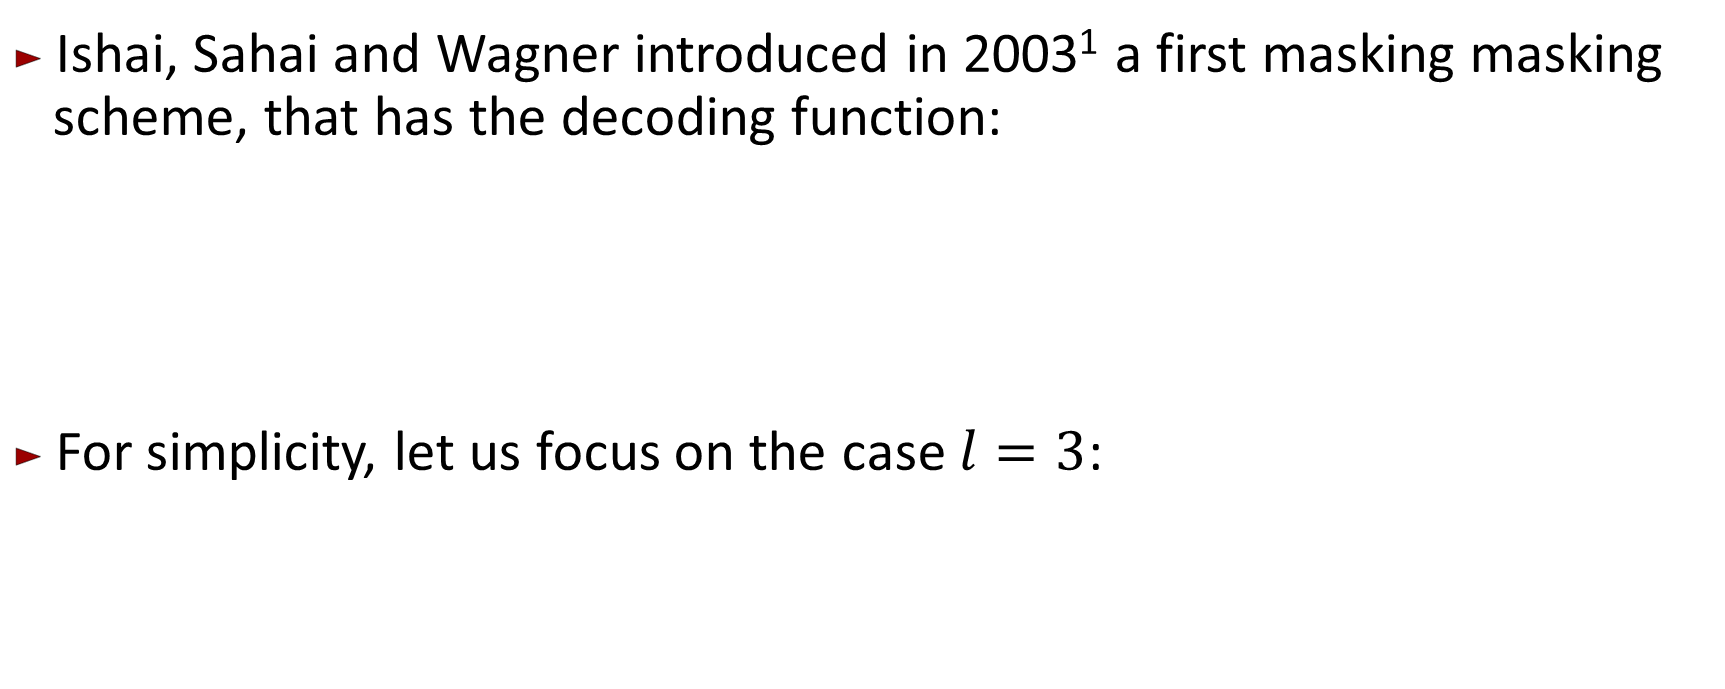 ► Ishai, Sahai and Wagner introduced in 2003¹ a first masking masking
scheme, that has the decoding function:
► For simplicity, let us focus on the case 𝑙 = 3: